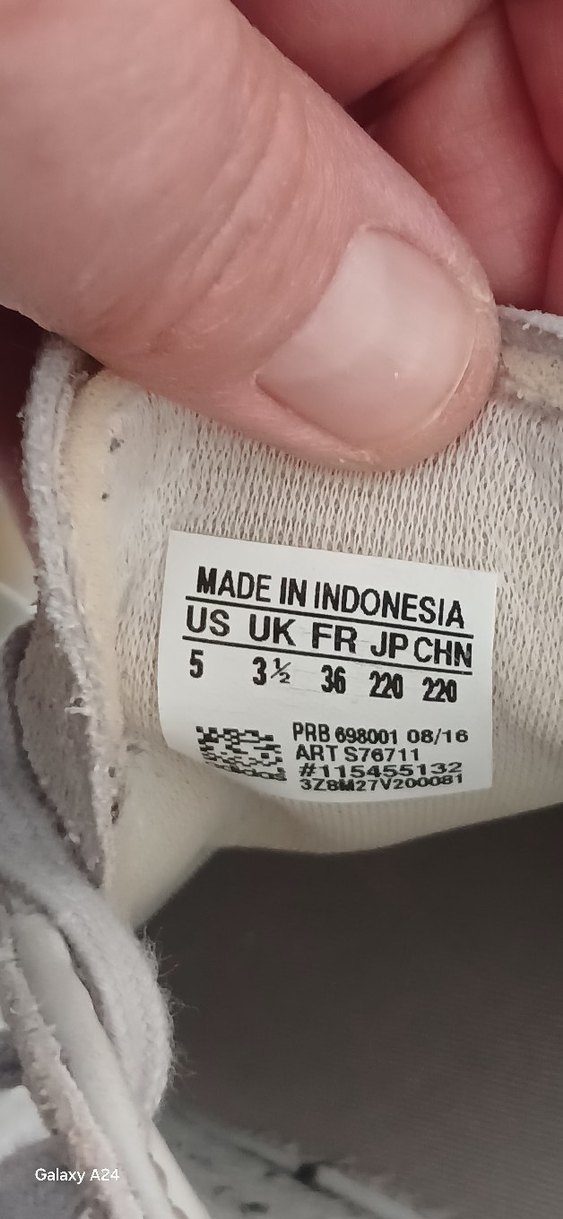 MADE IN INDONESIA
US UK FR JP CHN
5 3½ 36 220 220
PRB 698001 08/16
ART S76711
#115455132
3Z8M27V200081
Galaxy A24